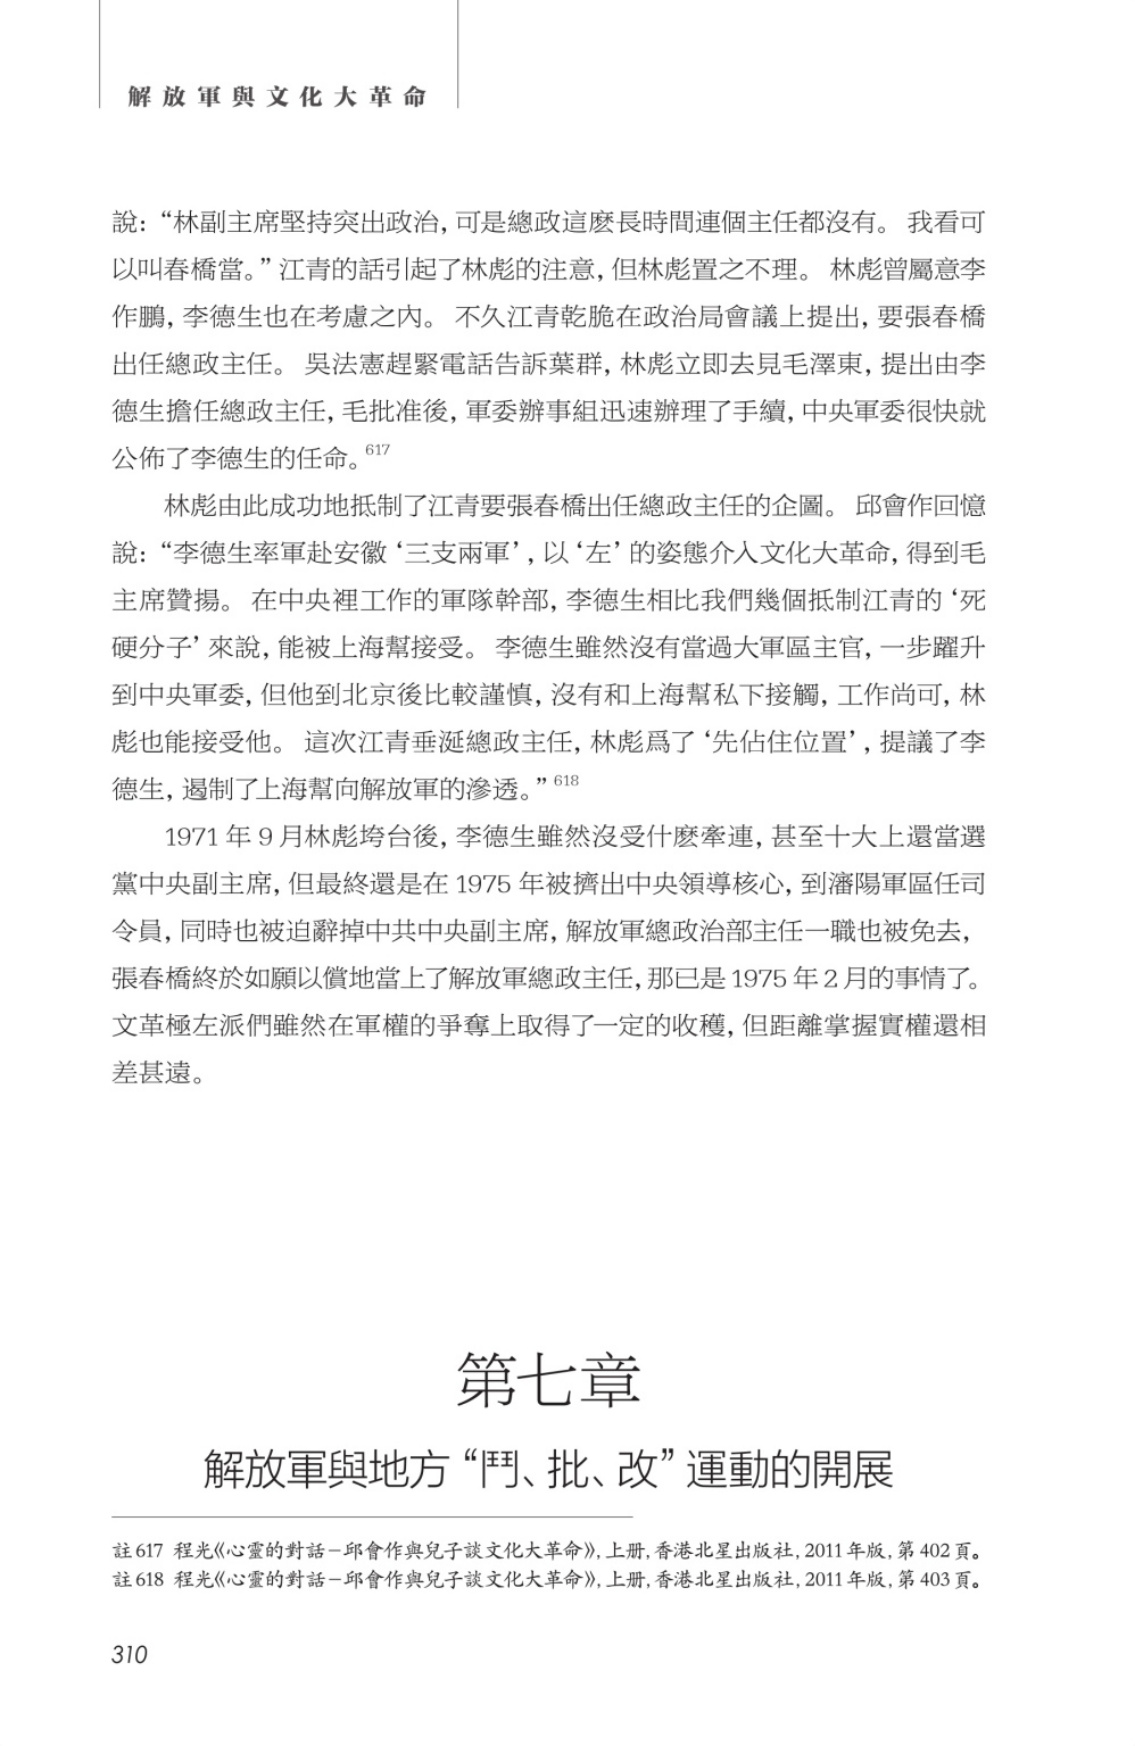 解放軍與文化大革命
說：“林副主席堅持突出政治，可是總政這麽長時間連個主任都沒有。 我看可
以叫春橋當。”江青的話引起了林彪的注意，但林彪置之不理。 林彪曾屬意李
作鵬，李德生也在考慮之內。 不久江青乾脆在政治局會議上提出，要張春橋
出任總政主任。 吳法憲趕緊電話告訴葉群，林彪立即去見毛澤東，提出由李
德生擔任總政主任，毛批准後，軍委辦事組迅速辦理了手續，中央軍委很快就
公佈了李德生的任命。617
林彪由此成功地抵制了江青要張春橋出任總政主任的企圖。 邱會作回憶
說：“李德生率軍赴安徽‘三支兩軍’，以‘左’的姿態介入文化大革命，得到毛
主席贊揚。 在中央裡工作的軍隊幹部，李德生相比我們幾個抵制江青的‘死
硬分子’來說，能被上海幫接受。 李德生雖然沒有當過大軍區主官，一步躍升
到中央軍委，但他到北京後比較謹慎，沒有和上海幫私下接觸，工作尚可，林
彪也能接受他。 這次江青垂涎總政主任，林彪爲了‘先佔住位置’，提議了李
德生，遏制了上海幫向解放軍的滲透。”618
1971 年 9 月林彪垮台後，李德生雖然沒受什麽牽連，甚至十大上還當選
黨中央副主席，但最終還是在 1975 年被擠出中央領導核心，到瀋陽軍區任司
令員，同時也被迫辭掉中共中央副主席，解放軍總政治部主任一職也被免去，
張春橋終於如願以償地當上了解放軍總政主任，那已是 1975 年 2 月的事情了。
文革極左派們雖然在軍權的爭奪上取得了一定的收穫，但距離掌握實權還相
差甚遠。
第七章
解放軍與地方“鬥、批、改”運動的開展
註 617 程光《心靈的對話－邱會作與兒子談文化大革命》，上册，香港北星出版社，2011 年版，第 402 頁。
註 618 程光《心靈的對話－邱會作與兒子談文化大革命》，上册，香港北星出版社，2011 年版，第 403 頁。
310